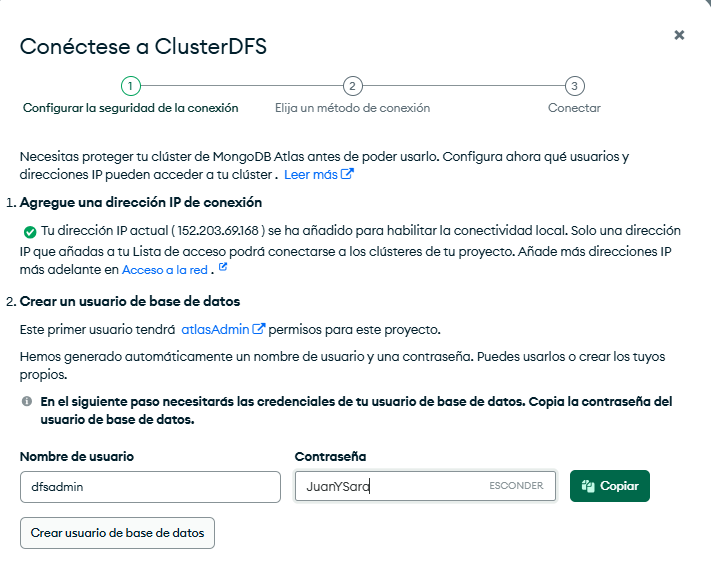 Conéctese a ClusterDFS
1
2
3
Configurar la seguridad de la conexión
Elija un método de conexión
Conectar
Necesitas proteger tu clúster de MongoDB Atlas antes de poder usarlo. Configura ahora qué usuarios y
direcciones IP pueden acceder a tu clúster . Leer más
1. Agregue una dirección IP de conexión
Tu dirección IP actual ( 152.203.69.168 ) se ha añadido para habilitar la conectividad local. Solo una dirección
IP que añadas a tu Lista de acceso podrá conectarse a los clústeres de tu proyecto. Añade más direcciones IP
más adelante en Acceso a la red .
2. Crear un usuario de base de datos
Este primer usuario tendrá atlasAdmin permisos para este proyecto.
Hemos generado automáticamente un nombre de usuario y una contraseña. Puedes usarlos o crear los tuyos
propios.
En el siguiente paso necesitarás las credenciales de tu usuario de base de datos. Copia la contraseña del
usuario de base de datos.
Nombre de usuario
Contraseña
dfsadmin
JuanYSara
ESCONDER
Copiar
Crear usuario de base de datos